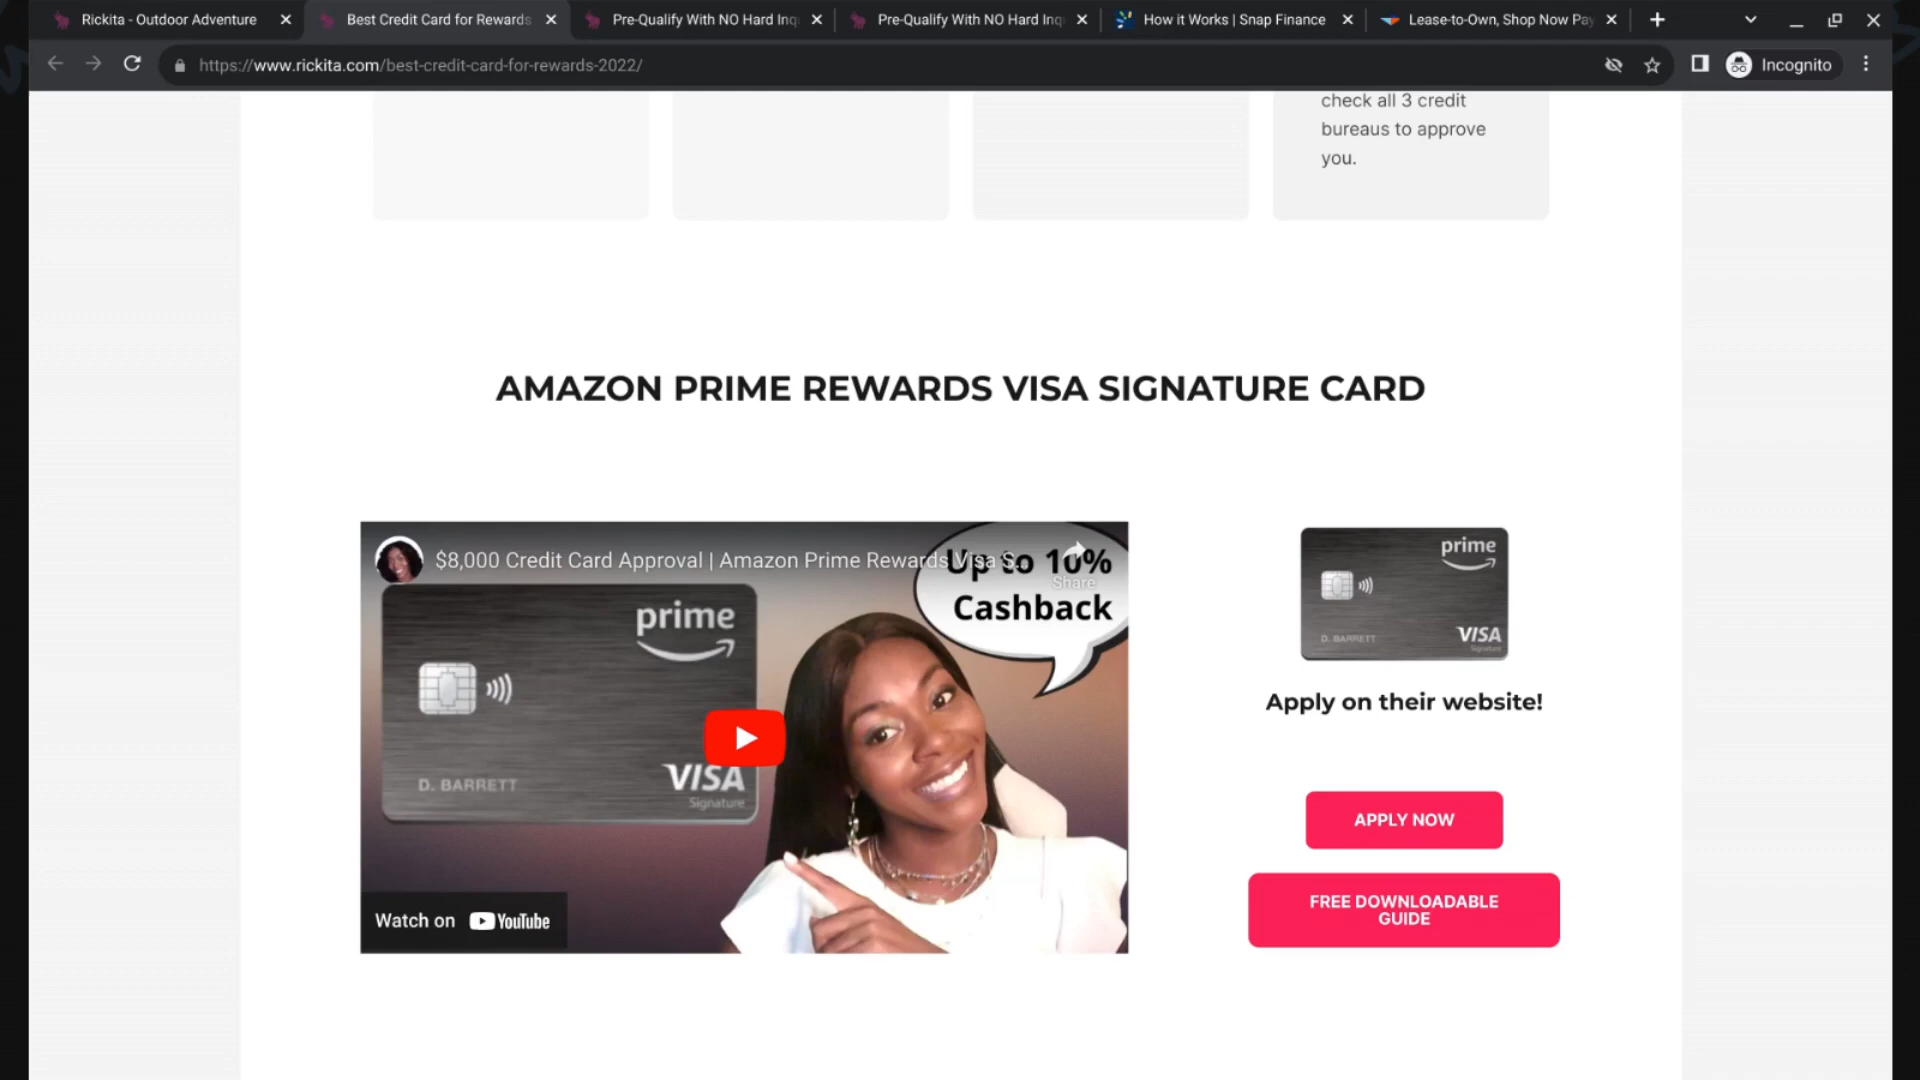 Rickita - Outdoor Adventure
Best Credit Card for Rewards
Pre-Qualify With NO Hard Inq
Pre-Qualify With NO Hard Inq
How it Works | Snap Finance
Lease-to-Own, Shop Now Pay
https://www.rickita.com/best-credit-card-for-rewards-2022/
Incognito
check all 3 credit
bureaus to approve
you.
AMAZON PRIME REWARDS VISA SIGNATURE CARD
$8,000 Credit Card Approval | Amazon Prime Rewards Visa S...
Up to 10%
Share
Cashback
prime
D. BARRETT
VISA
Signature
Watch on YouTube
prime
D. BARRETT
VISA
Signature
Apply on their website!
APPLY NOW
FREE DOWNLOADABLE
GUIDE